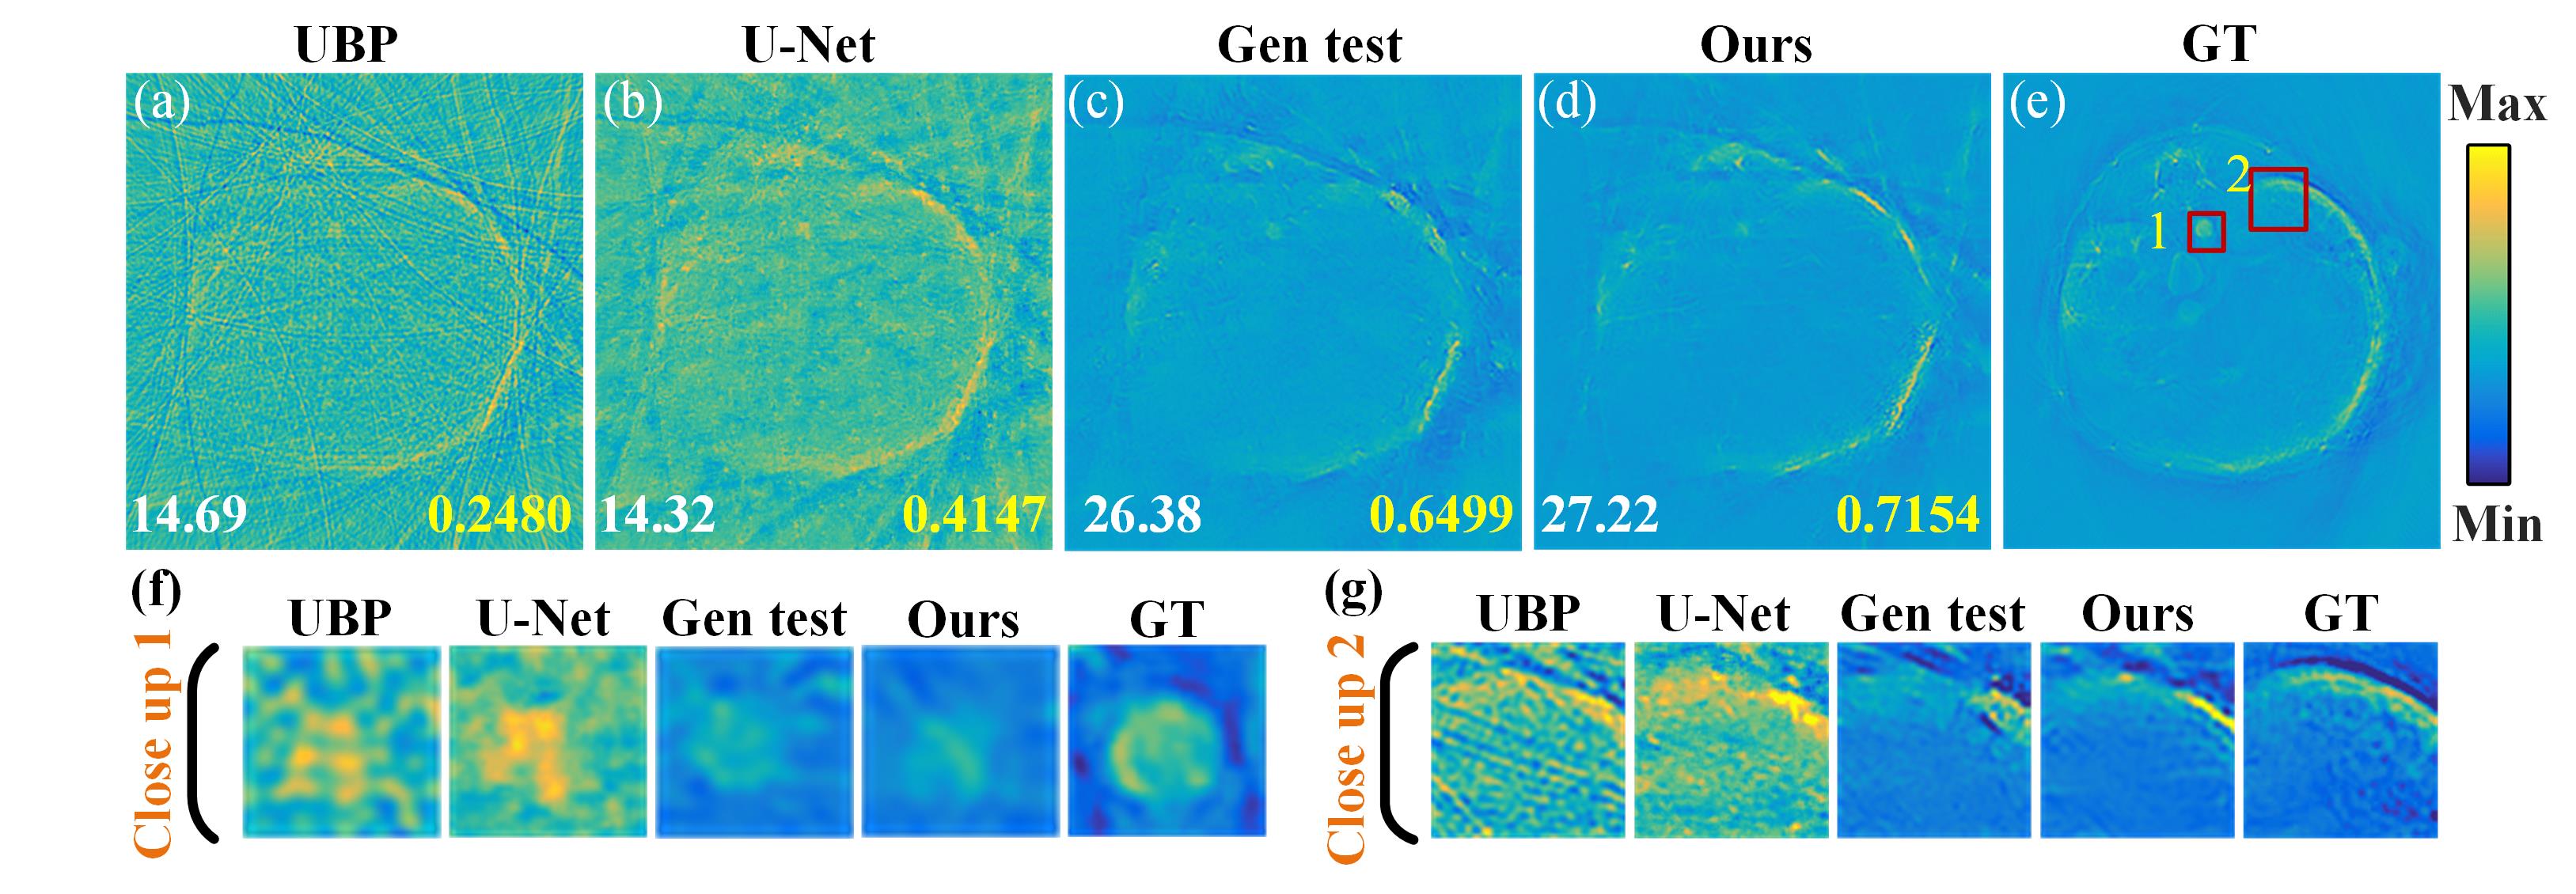 UBP U-Net Gen test Ours GT
(a) (b) (c) (d) (e)
Max
2
1
14.69 0.2480 14.32 0.4147 26.38 0.6499 27.22 0.7154
Min
(f)
UBP U-Net Gen test Ours GT
Close up 1
(g)
UBP U-Net Gen test Ours GT
Close up 2